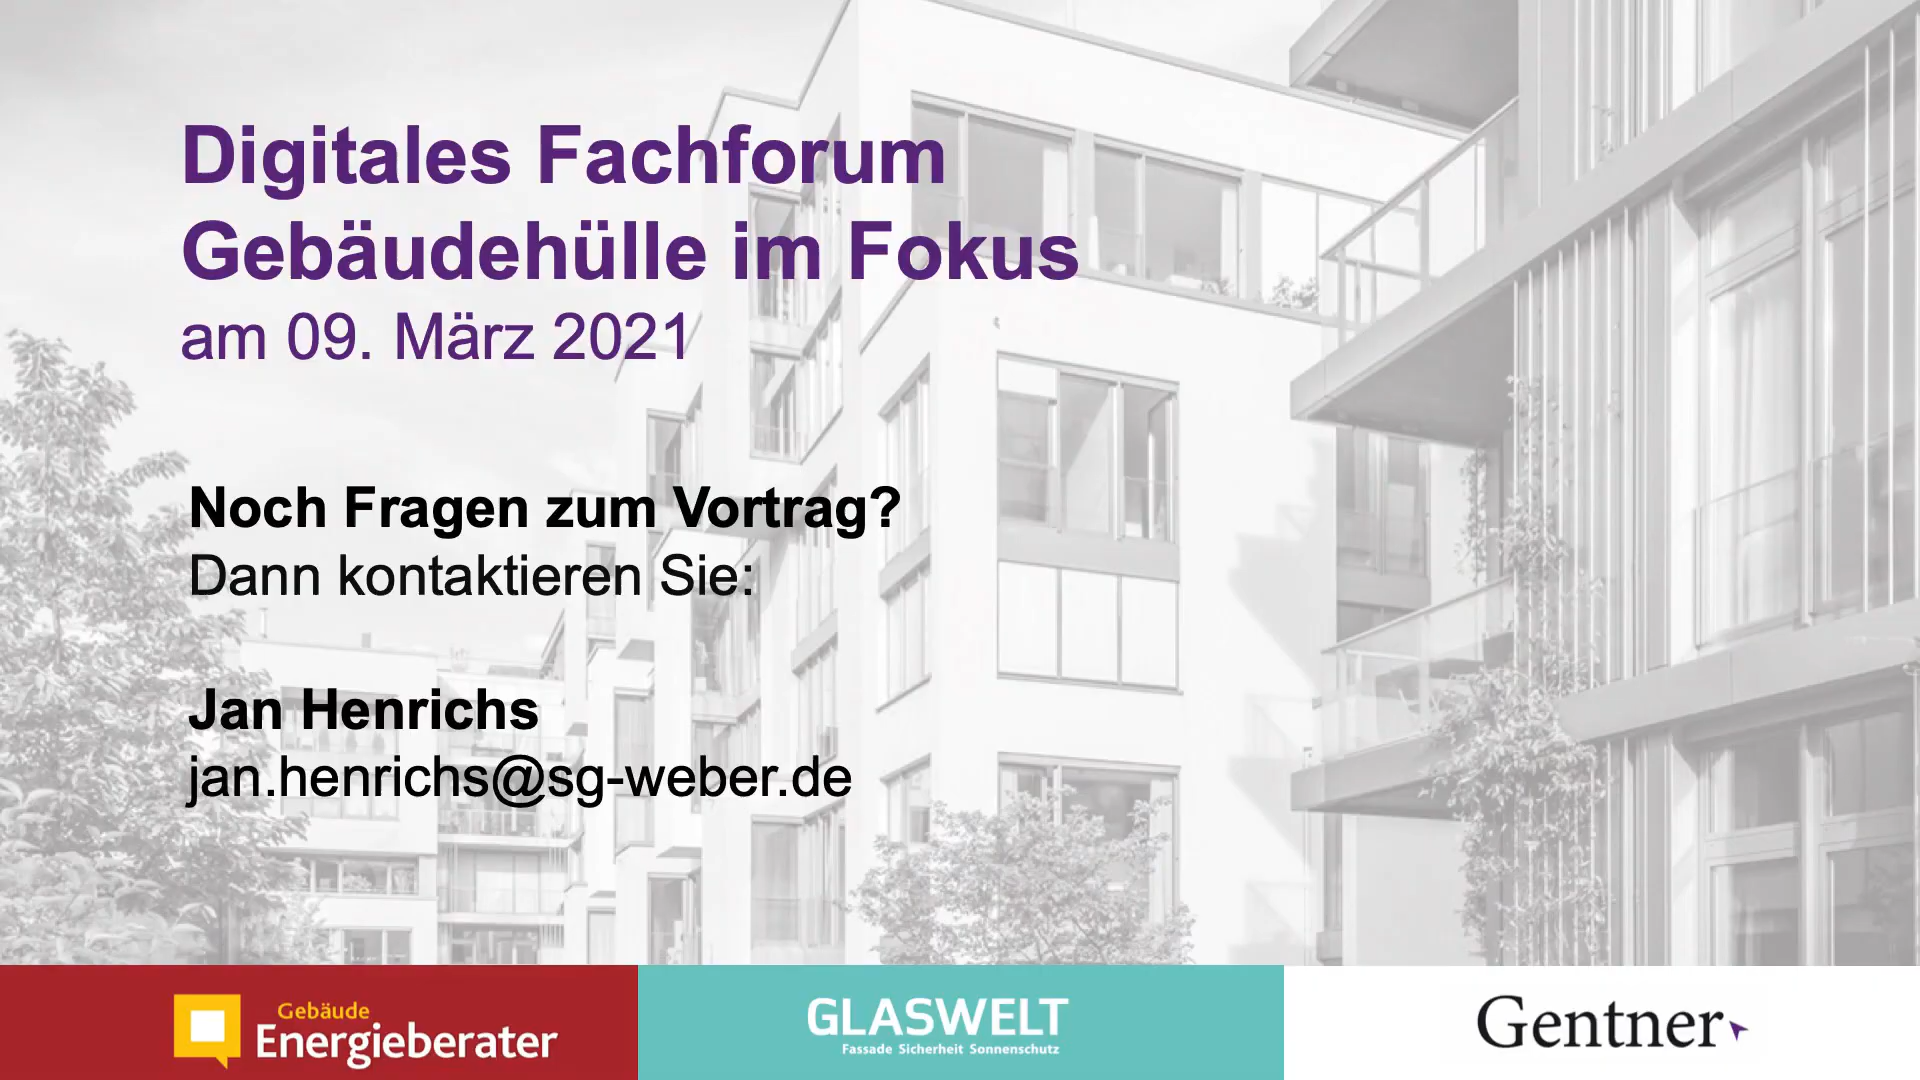 Digitales Fachforum
Gebäudehülle im Fokus
am 09. März 2021
Noch Fragen zum Vortrag?
Dann kontaktieren Sie:
Jan Henrichs
jan.henrichs@sg-weber.de
Gebäude
Energieberater
GLASWELT
Fassade Sicherheit Sonnenschutz
Gentner